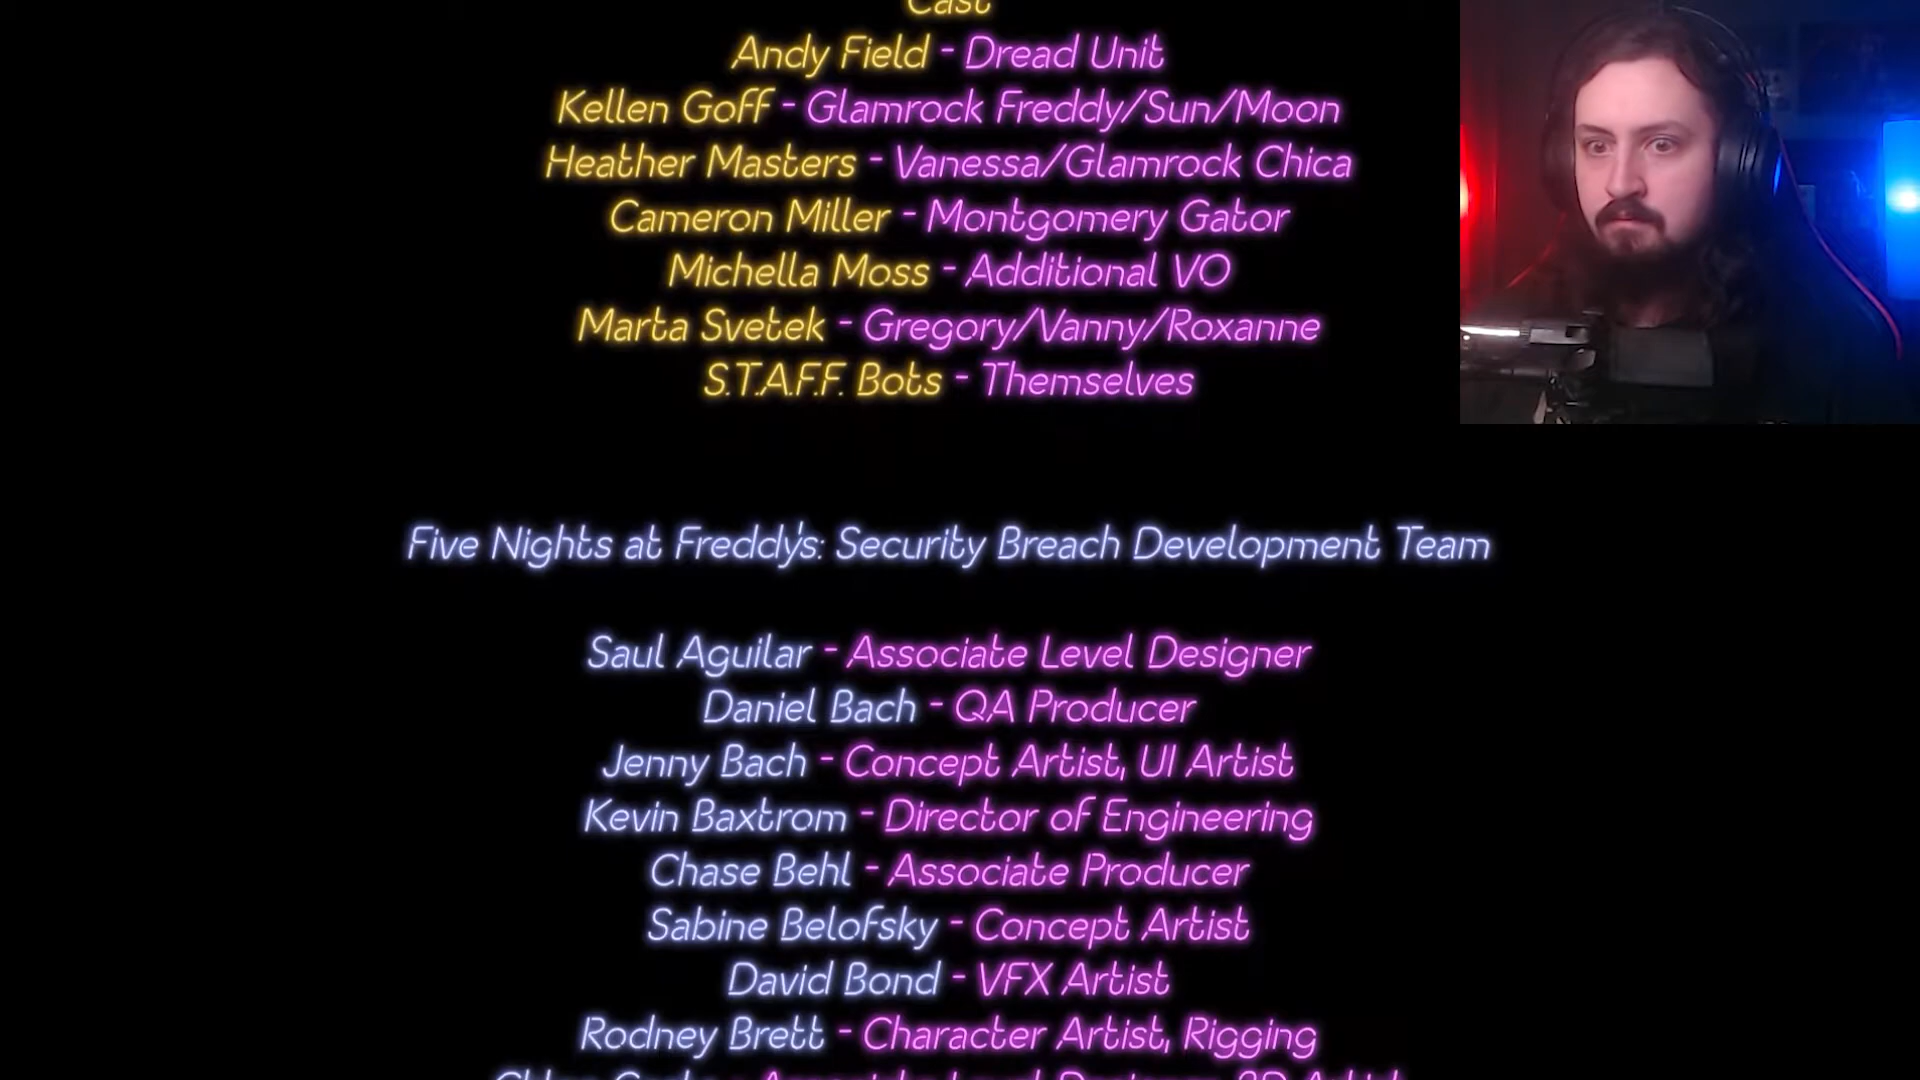 Cast
Andy Field - Dread Unit
Kellen Goff - Glamrock Freddy/Sun/Moon
Heather Masters - Vanessa/Glamrock Chica
Cameron Miller - Montgomery Gator
Michella Moss - Additional VO
Marta Svetek - Gregory/Vanny/Roxanne
S.T.A.F.F. Bots - Themselves
Five Nights at Freddy's: Security Breach Development Team
Saul Aguilar - Associate Level Designer
Daniel Bach - QA Producer
Jenny Bach - Concept Artist, UI Artist
Kevin Baxtrom - Director of Engineering
Chase Behl - Associate Producer
Sabine Belofsky - Concept Artist
David Bond - VFX Artist
Rodney Brett - Character Artist, Rigging